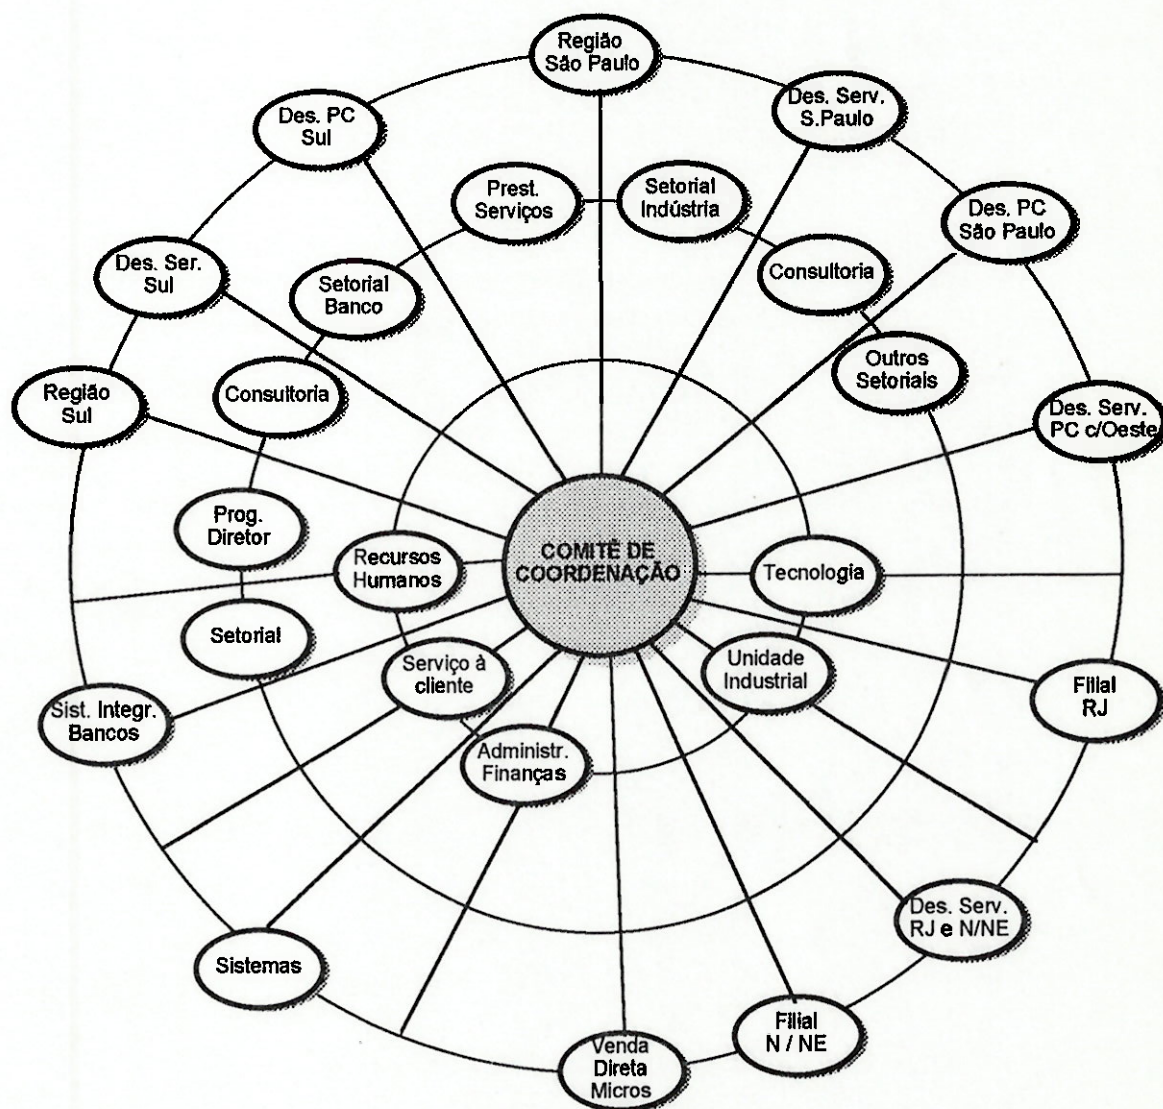 Região
São Paulo
Des. PC
Sul
Des. Serv.
S.Paulo
Prest.
Serviços
Setorial
Indústria
Des. PC
São Paulo
Des. Ser.
Sul
Setorial
Banco
Consultoria
Região
Sul
Consultoria
Outros
Setoriais
Des. Serv.
PC c/Oeste
Prog.
Diretor
Recursos
Humanos
COMITÊ DE
COORDENAÇÃO
Tecnologia
Setorial
Serviço à
cliente
Unidade
Industrial
Sist. Integr.
Bancos
Filial
RJ
Administr.
Finanças
Des. Serv.
RJ e N/NE
Sistemas
Filial
N / NE
Venda
Direta
Micros